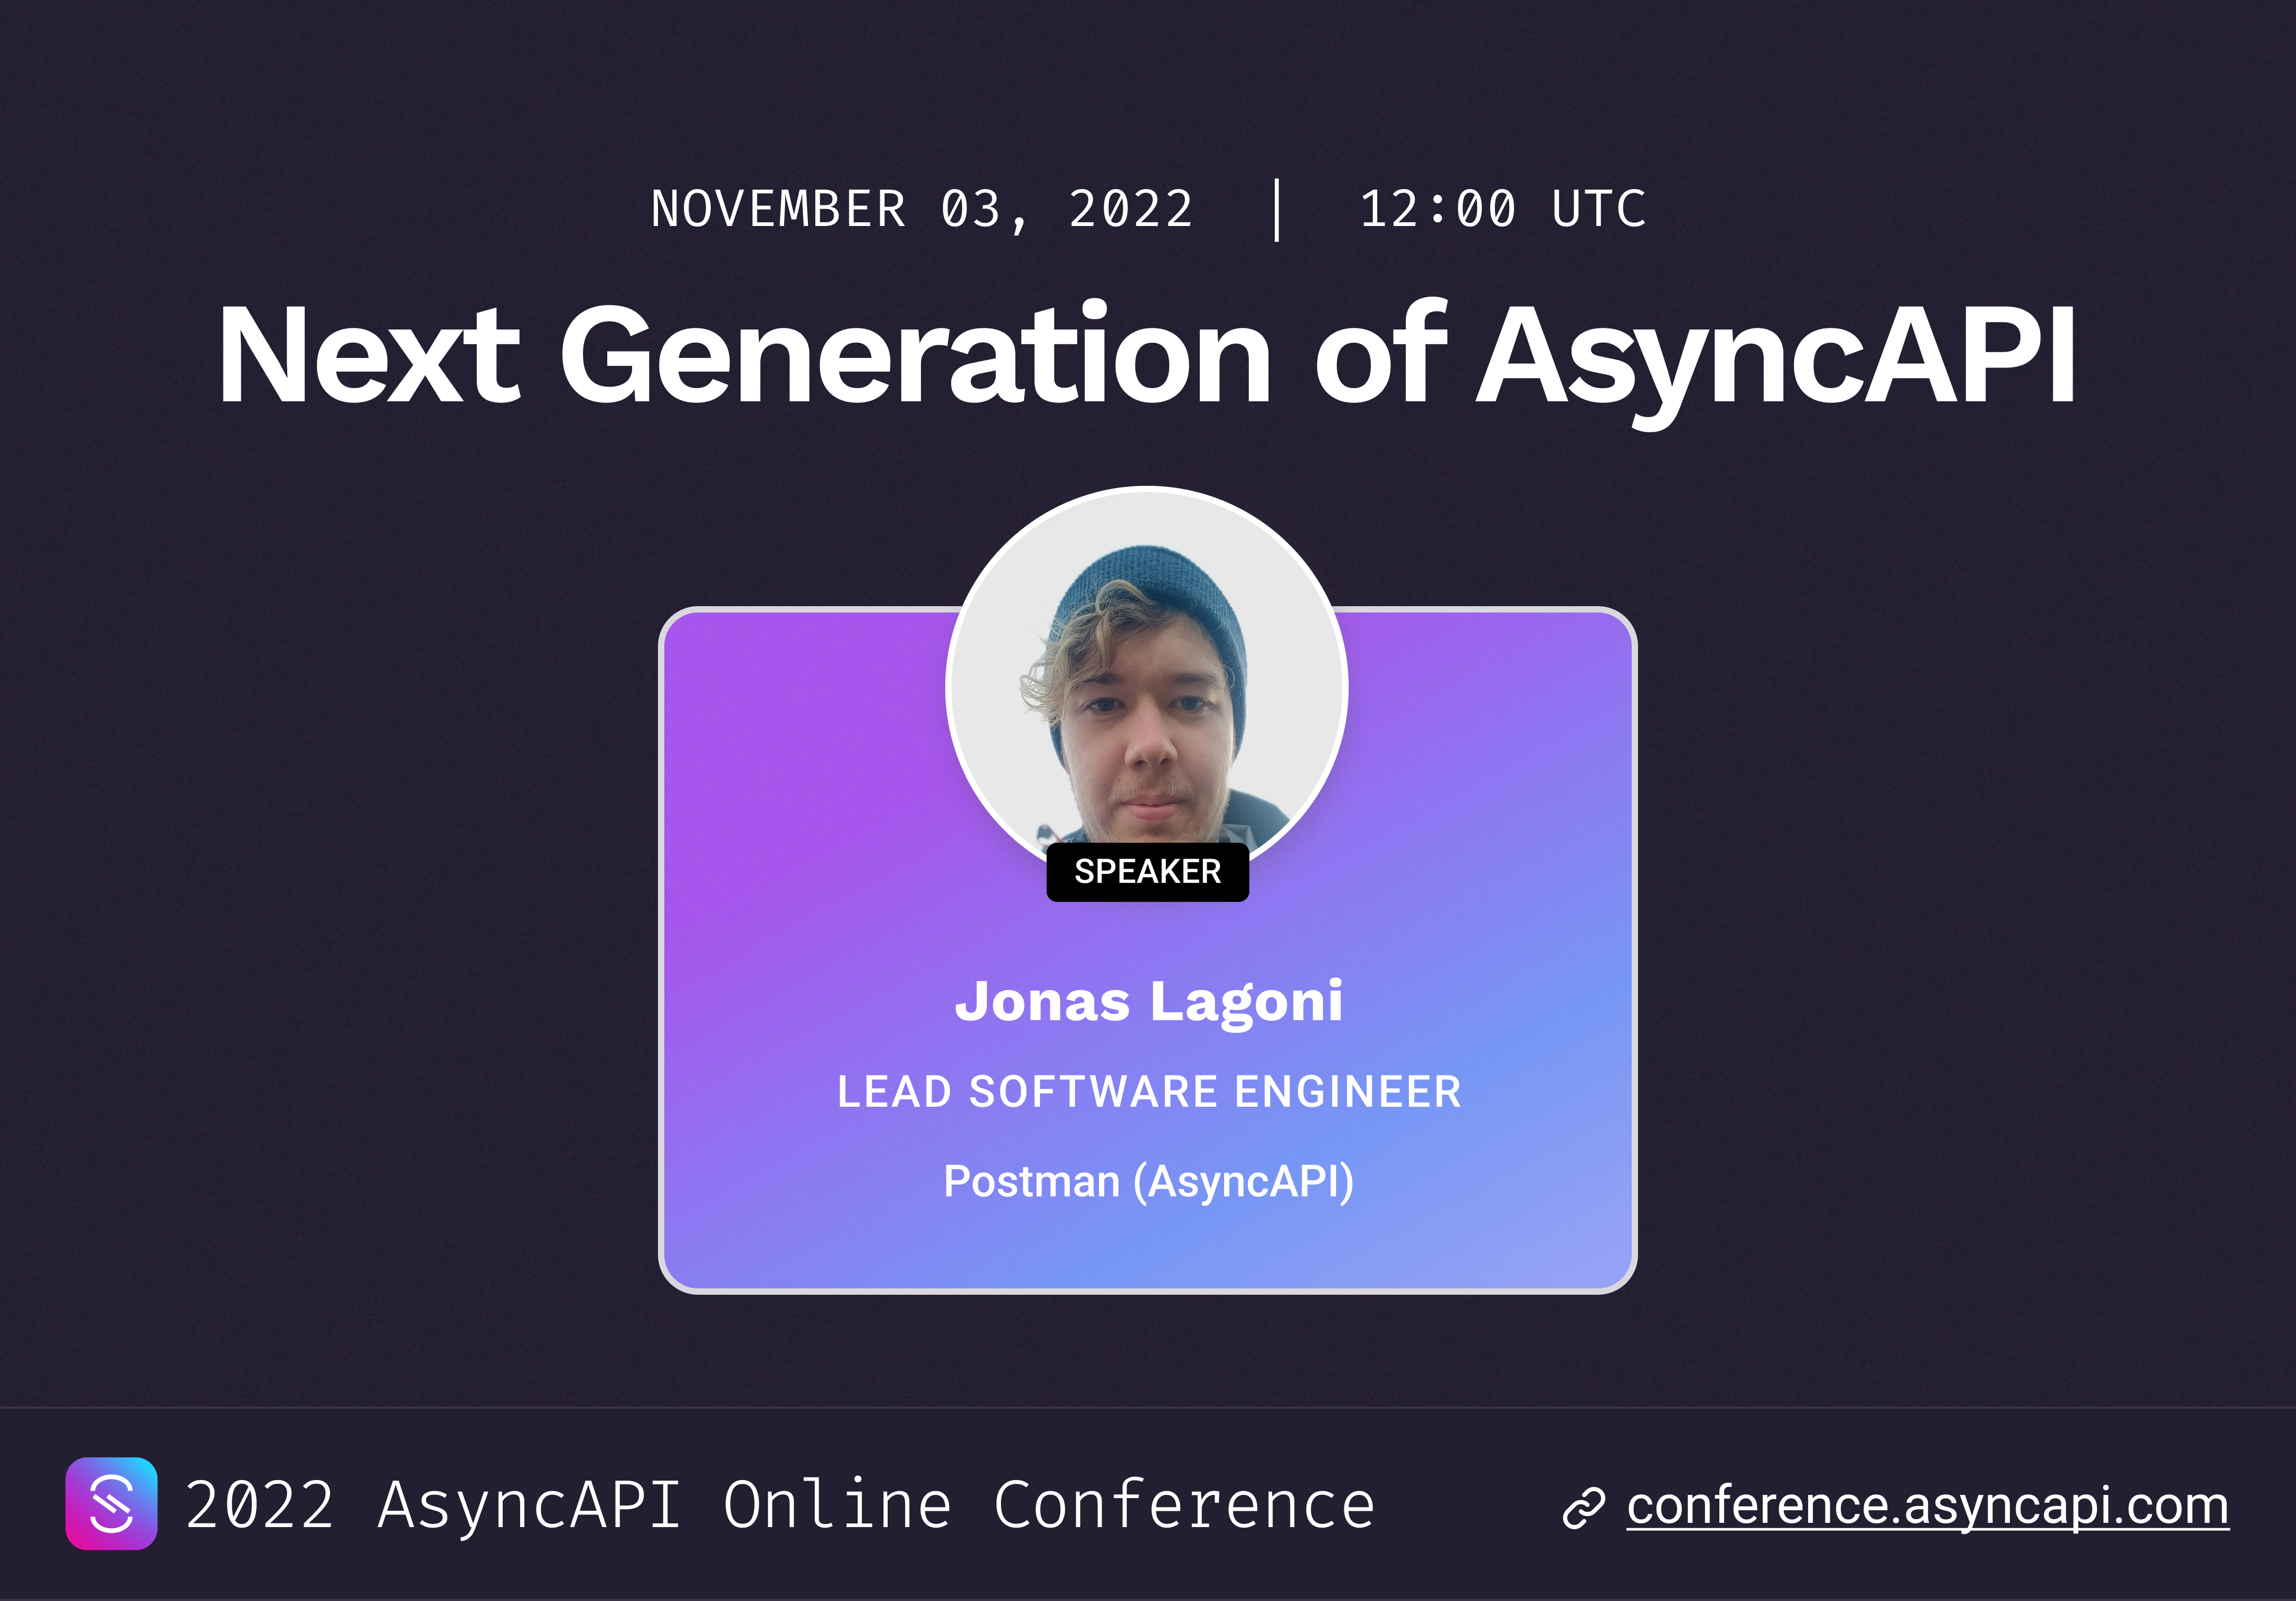 NOVEMBER 03, 2022 | 12:00 UTC
Next Generation of AsyncAPI
SPEAKER
Jonas Lagoni
LEAD SOFTWARE ENGINEER
Postman (AsyncAPI)
2022 AsyncAPI Online Conference
conference.asyncapi.com